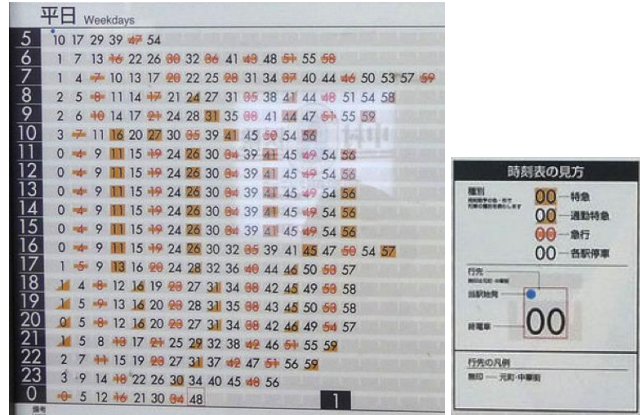 平日 Weekdays
5 10 17 29 39 47 54
6 1 7 13 16 22 26 30 32 36 41 43 48 51 55 58
7 1 4 7 10 13 17 20 22 25 28 31 34 37 40 44 46 50 53 57 59
8 2 5 8 11 14 17 21 24 27 31 35 38 41 44 48 51 54 58
9 2 6 10 14 17 21 24 28 31 35 38 41 44 47 51 55 59
10 3 7 11 16 20 27 30 35 39 41 45 50 54 56
11 0 4 9 11 15 19 24 26 30 34 39 41 45 49 54 56
12 0 4 9 11 15 19 24 26 30 34 39 41 45 49 54 56
13 0 4 9 11 15 19 24 26 30 34 39 41 45 49 54 56
14 0 4 9 11 15 19 24 26 30 34 39 41 45 49 54 56
15 0 4 9 11 15 19 24 26 30 34 39 41 45 49 54 56
16 0 4 9 11 15 19 24 26 30 32 35 39 41 45 47 50 54 57
17 1 5 9 13 16 20 24 28 32 36 40 44 46 50 53 57
18 1 4 8 12 16 19 23 27 31 34 38 42 45 49 53 58
19 1 5 9 13 16 20 23 28 31 35 38 43 45 50 53 58
20 0 5 8 12 16 20 23 27 31 34 38 42 46 49 54 57
21 1 5 8 10 17 21 25 29 32 38 42 46 51 55 59
22 2 7 11 15 19 23 27 31 37 42 47 51 56 59
23 3 9 14 18 22 26 30 34 40 45 48 56
0 0 5 12 16 21 30 34 48
1
備考
時刻表の見方
種別
00 特急
00 通勤特急
00 急行
00 各駅停車
行先
当駅始発
00
終電車
行先の凡例
無印 元町・中華街